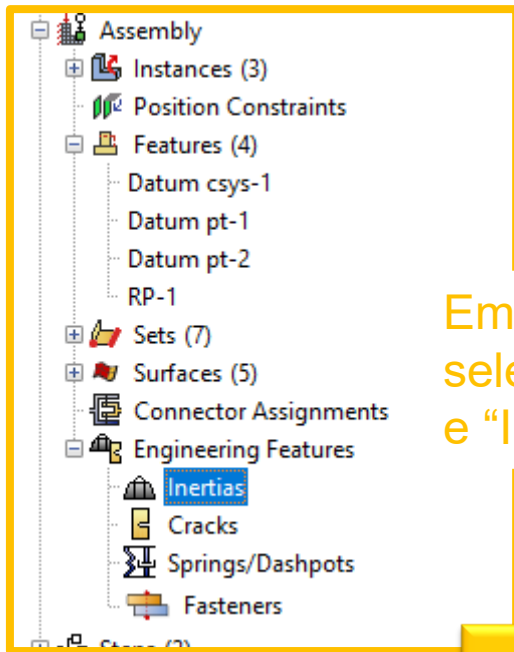 Assembly
Instances (3)
Position Constraints
Features (4)
Datum csys-1
Datum pt-1
Datum pt-2
RP-1
Em
Sets (7)
sele
Surfaces (5)
Connector Assignments
e “I
Engineering Features
Inertias
Cracks
Springs/Dashpots
Fasteners